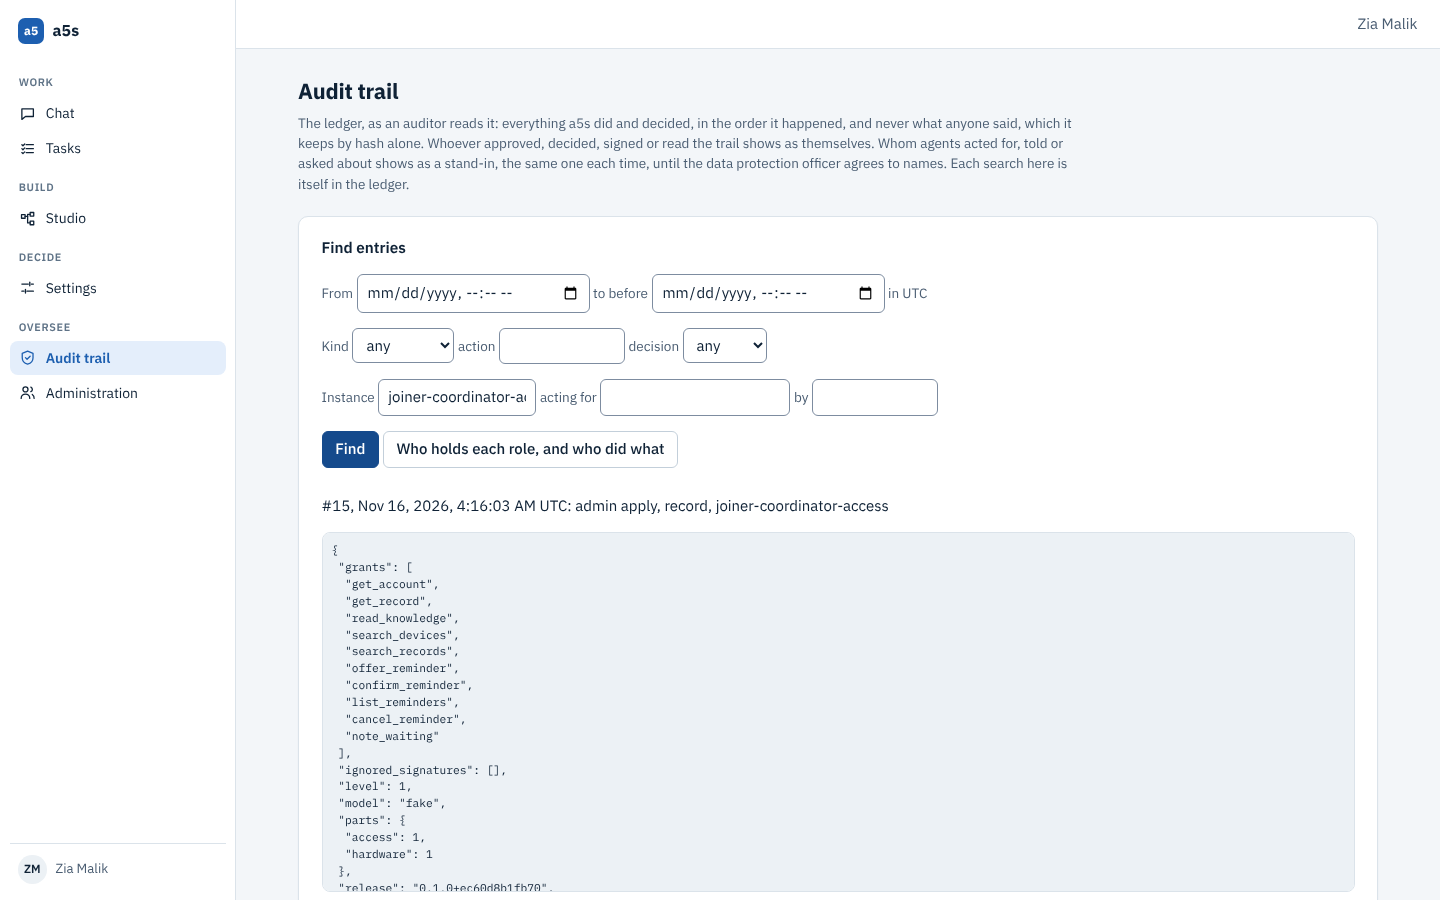 a5 a5s
Zia Malik
WORK
Chat
Tasks
BUILD
Studio
DECIDE
Settings
OVERSEE
Audit trail
Administration
ZM Zia Malik
Audit trail
The ledger, as an auditor reads it: everything a5s did and decided, in the order it happened, and never what anyone said, which it
keeps by hash alone. Whoever approved, decided, signed or read the trail shows as themselves. Whom agents acted for, told or
asked about shows as a stand-in, the same one each time, until the data protection officer agrees to names. Each search here is
itself in the ledger.
Find entries
From mm/dd/yyyy, --:-- -- to before mm/dd/yyyy, --:-- -- in UTC
Kind any action decision any
Instance joiner-coordinator-ac acting for by
Find Who holds each role, and who did what
#15, Nov 16, 2026, 4:16:03 AM UTC: admin apply, record, joiner-coordinator-access
{
"grants": [
"get_account",
"get_record",
"read_knowledge",
"search_devices",
"search_records",
"offer_reminder",
"confirm_reminder",
"list_reminders",
"cancel_reminder",
"note_waiting"
],
"ignored_signatures": [],
"level": 1,
"model": "fake",
"parts": {
"access": 1,
"hardware": 1
},
"release": "0.1.0+ec60d8b1fb70",